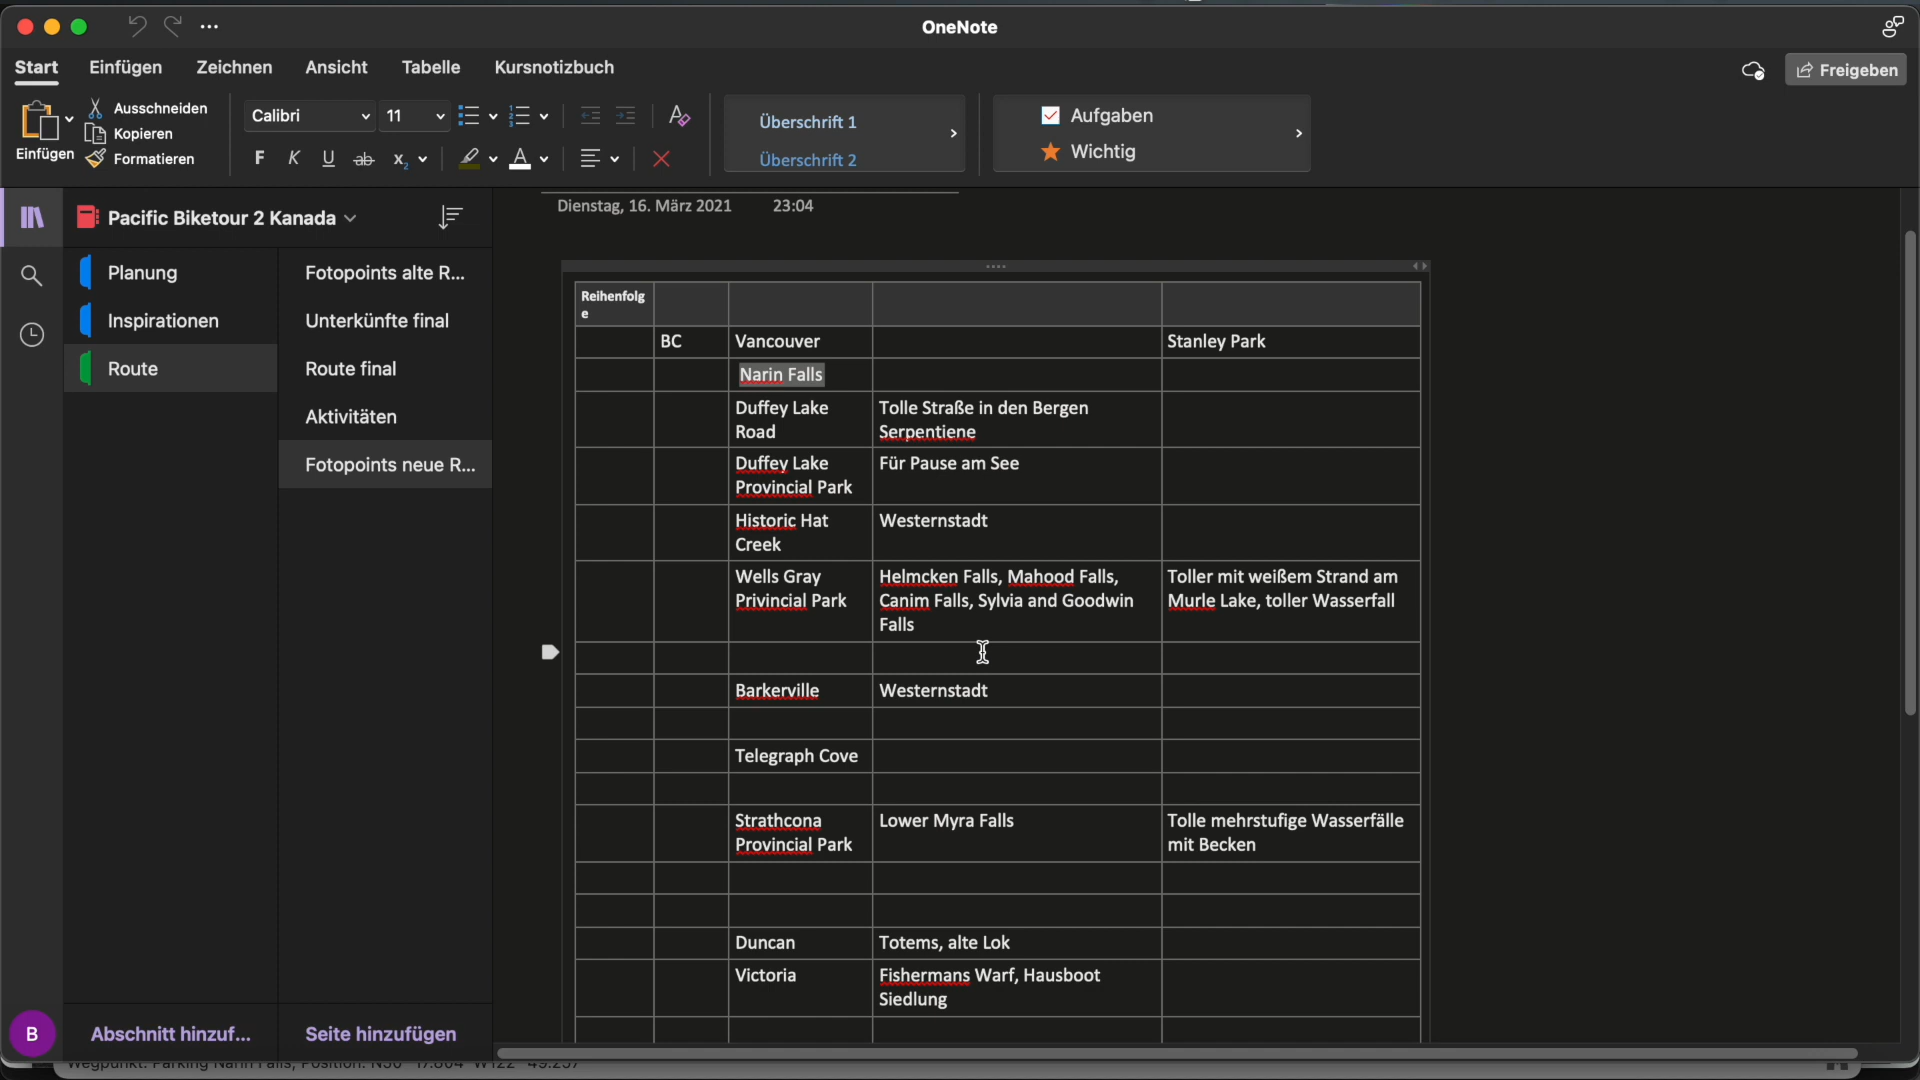 OneNote
Start Einfügen Zeichnen Ansicht Tabelle Kursnotizbuch
Freigeben
Einfügen
Ausschneiden
Kopieren
Formatieren
Calibri 11
F K U ab x₂ A
Überschrift 1
Überschrift 2
Aufgaben
Wichtig
Pacific Biketour 2 Kanada
Planung
Inspirationen
Route
Fotopoints alte R...
Unterkünfte final
Route final
Aktivitäten
Fotopoints neue R...
Dienstag, 16. März 2021 23:04
Reihenfolg
e
BC Vancouver Stanley Park
Narin Falls
Duffey Lake Tolle Straße in den Bergen
Road Serpentiene
Duffey Lake Für Pause am See
Provincial Park
Historic Hat Westernstadt
Creek
Wells Gray Helmcken Falls, Mahood Falls, Toller mit weißem Strand am
Privincial Park Canim Falls, Sylvia and Goodwin Murle Lake, toller Wasserfall
Falls
Barkerville Westernstadt
Telegraph Cove
Strathcona Lower Myra Falls Tolle mehrstufige Wasserfälle
Provincial Park mit Becken
Duncan Totems, alte Lok
Victoria Fishermans Warf, Hausboot
Siedlung
B
Abschnitt hinzuf...
Seite hinzufügen